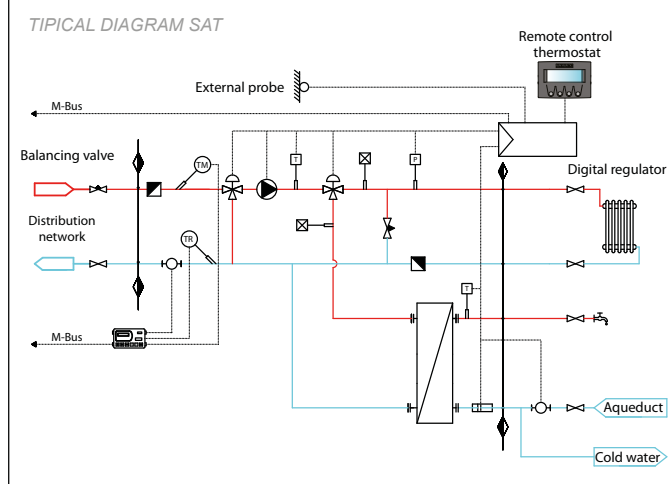 TIPICAL DIAGRAM SAT
Remote control
thermostat
External probe
M-Bus
Balancing valve
TM
T
P
Digital regulator
Distribution
network
TR
T
M-Bus
Aqueduct
Cold water